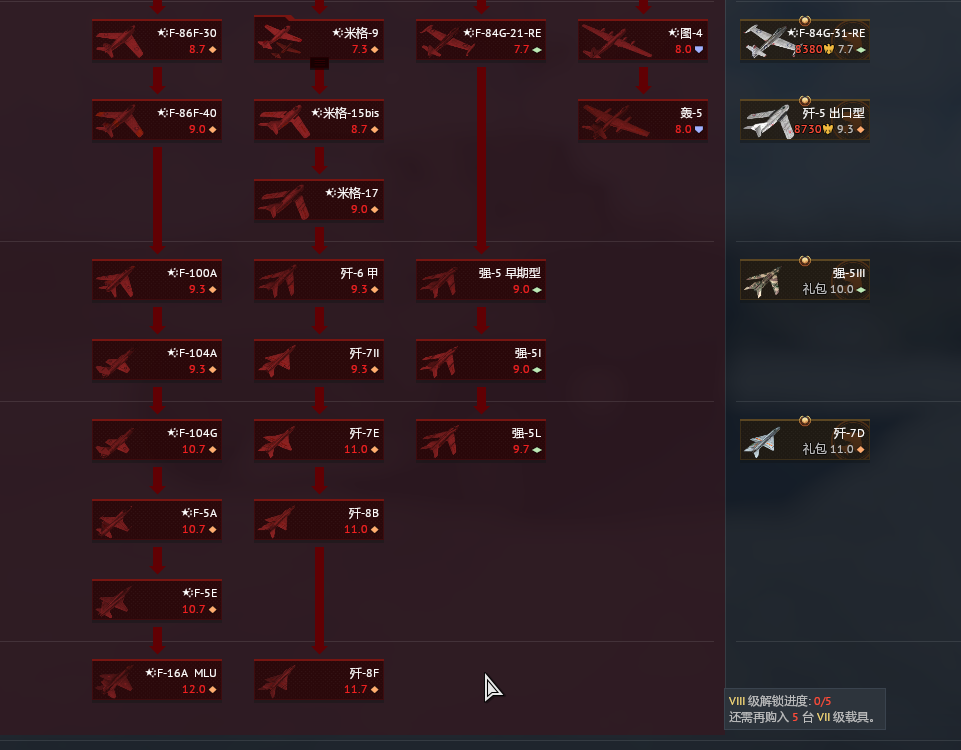 F-86F-30
8.7
米格-9
7.3
F-84G-21-RE
7.7
图-4
8.0
F-84G-31-RE
8380 7.7
F-86F-40
9.0
米格-15bis
8.7
轰-5
8.0
歼-5 出口型
8730 9.3
米格-17
9.0
F-100A
9.3
歼-6 甲
9.3
强-5 早期型
9.0
强-5III
礼包 10.0
F-104A
9.3
歼-7II
9.3
强-5I
9.0
F-104G
10.7
歼-7E
11.0
强-5L
9.7
歼-7D
礼包 11.0
F-5A
10.7
歼-8B
11.0
F-5E
10.7
F-16A MLU
12.0
歼-8F
11.7
VIII 级解锁进度: 0/5
还需再购入 5 台 VII 级载具。